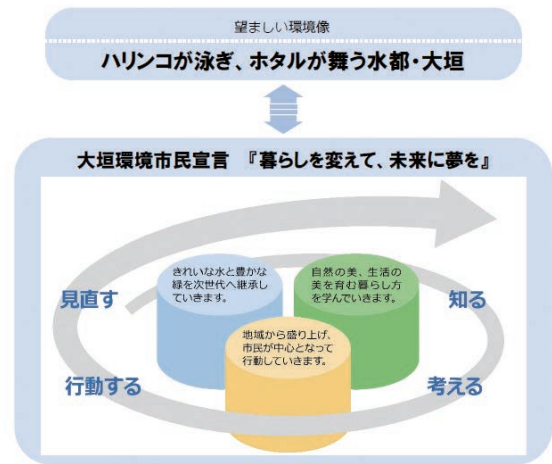 望ましい環境像
ハリンコが泳ぎ、ホタルが舞う水都・大垣
大垣環境市民宣言 『暮らしを変えて、未来に夢を』
きれいな水と豊かな
緑を次世代へ継承し
ていきます。
自然の美、生活の
美を育む暮らし方
を学んでいきます。
見直す
知る
地域から盛り上げ、
市民が中心となって
行動していきます。
行動する
考える